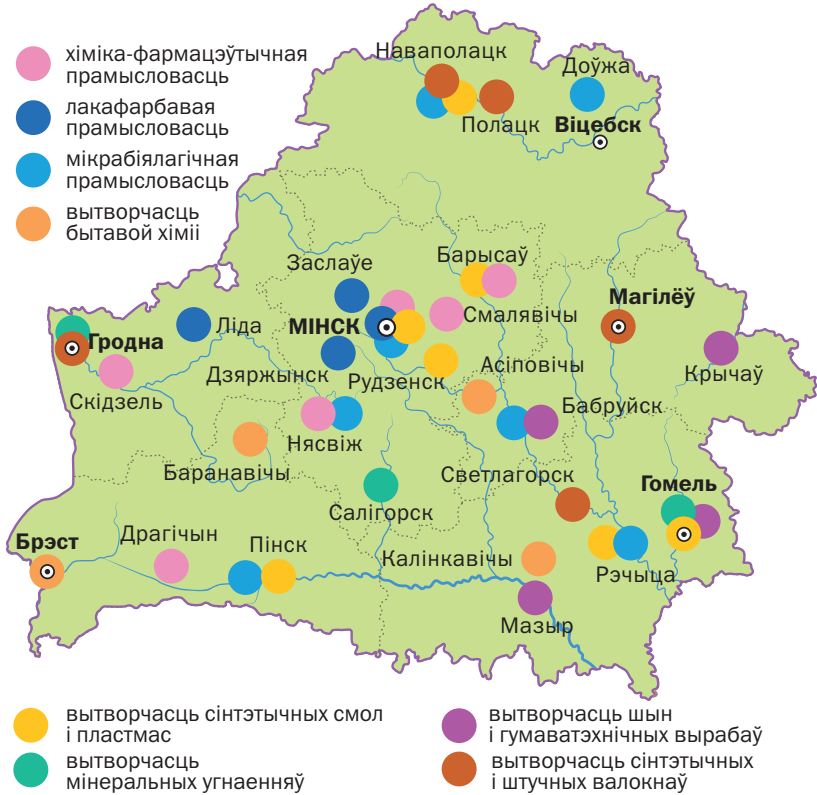 хіміка-фармацэўтычная
прамысловасць
лакафарбавая
прамысловасць
мікрабіялагічная
прамысловасць
вытворчасць
бытавой хіміі
Наваполацк
Доўжа
Полацк
Віцебск
Заслаўе
Барысаў
МІНСК
Смалявічы
Магілёў
Ліда
Гродна
Скідзель
Дзяржынск
Рудзенск
Асіповічы
Крычаў
Бабруйск
Нясвіж
Баранавічы
Светлагорск
Гомель
Салігорск
Брэст
Драгічын
Пінск
Калінкавічы
Рэчыца
Мазыр
вытворчасць сінтэтычных смол
і пластмас
вытворчасць
мінеральных угнаенняў
вытворчасць шын
і гумаватэхнічных вырабаў
вытворчасць сінтэтычных
і штучных валокнаў